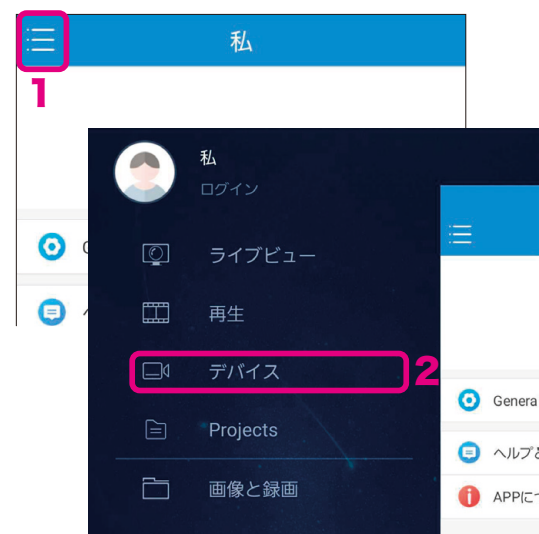 私
1
私
ログイン
ライブビュー
再生
デバイス
2
Projects
画像と録画
Genera
ヘルプと
APPに